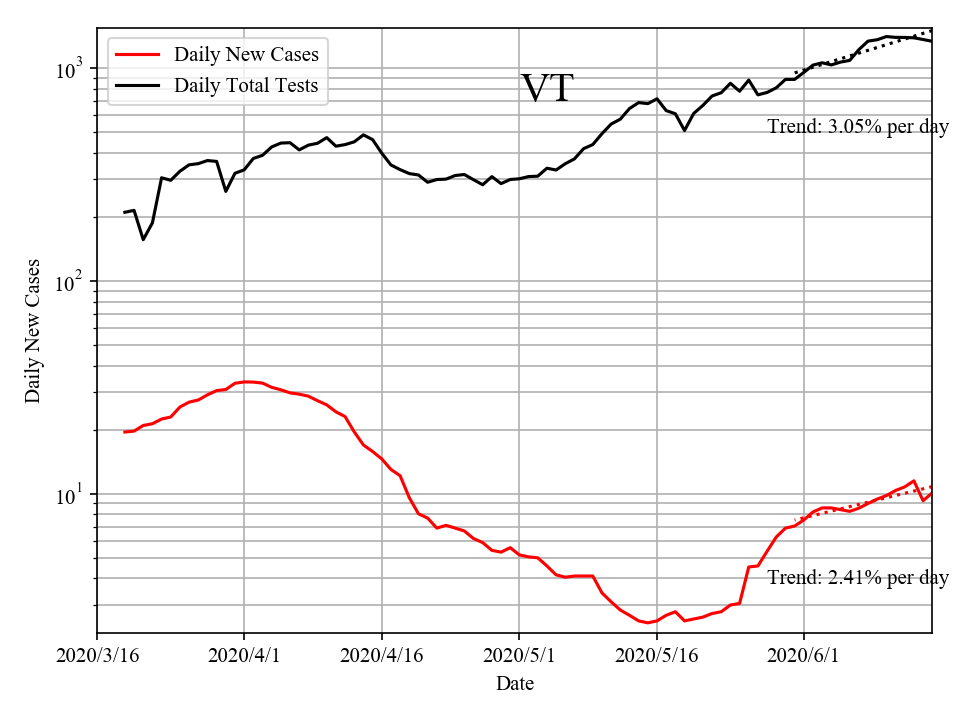 Daily New Cases
Daily Total Tests
VT
10³
Trend: 3.05% per day
10²
Daily New Cases
10¹
Trend: 2.41% per day
2020/3/16 2020/4/1 2020/4/16 2020/5/1 2020/5/16 2020/6/1
Date